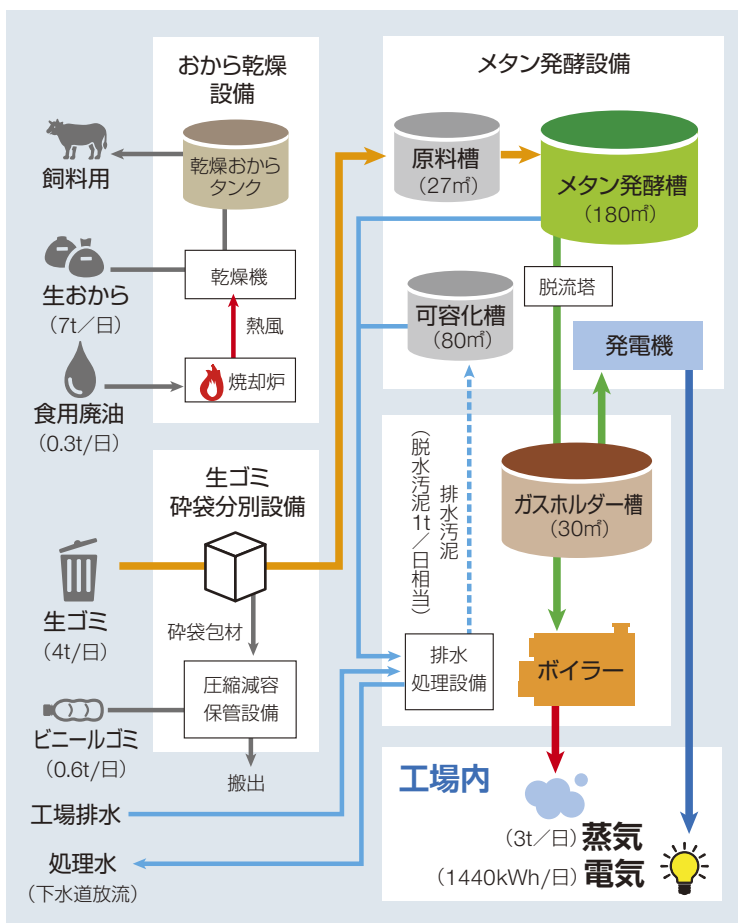 おから乾燥
設備
飼料用
乾燥おから
タンク
生おから
(7t／日)
乾燥機
熱風
食用廃油
(0.3t/日)
焼却炉
生ゴミ
砕袋分別設備
生ゴミ
(4t/日)
砕袋包材
圧縮減容
保管設備
ビニールゴミ
(0.6t/日)
搬出
工場排水
処理水
(下水道放流)
メタン発酵設備
原料槽
(27㎥)
メタン発酵槽
(180㎥)
脱流塔
可容化槽
(80㎥)
発電機
排水汚泥
(脱水汚泥1t／日相当)
ガスホルダー槽
(30㎥)
排水
処理設備
ボイラー
工場内
(3t／日)蒸気
(1440kWh/日)電気